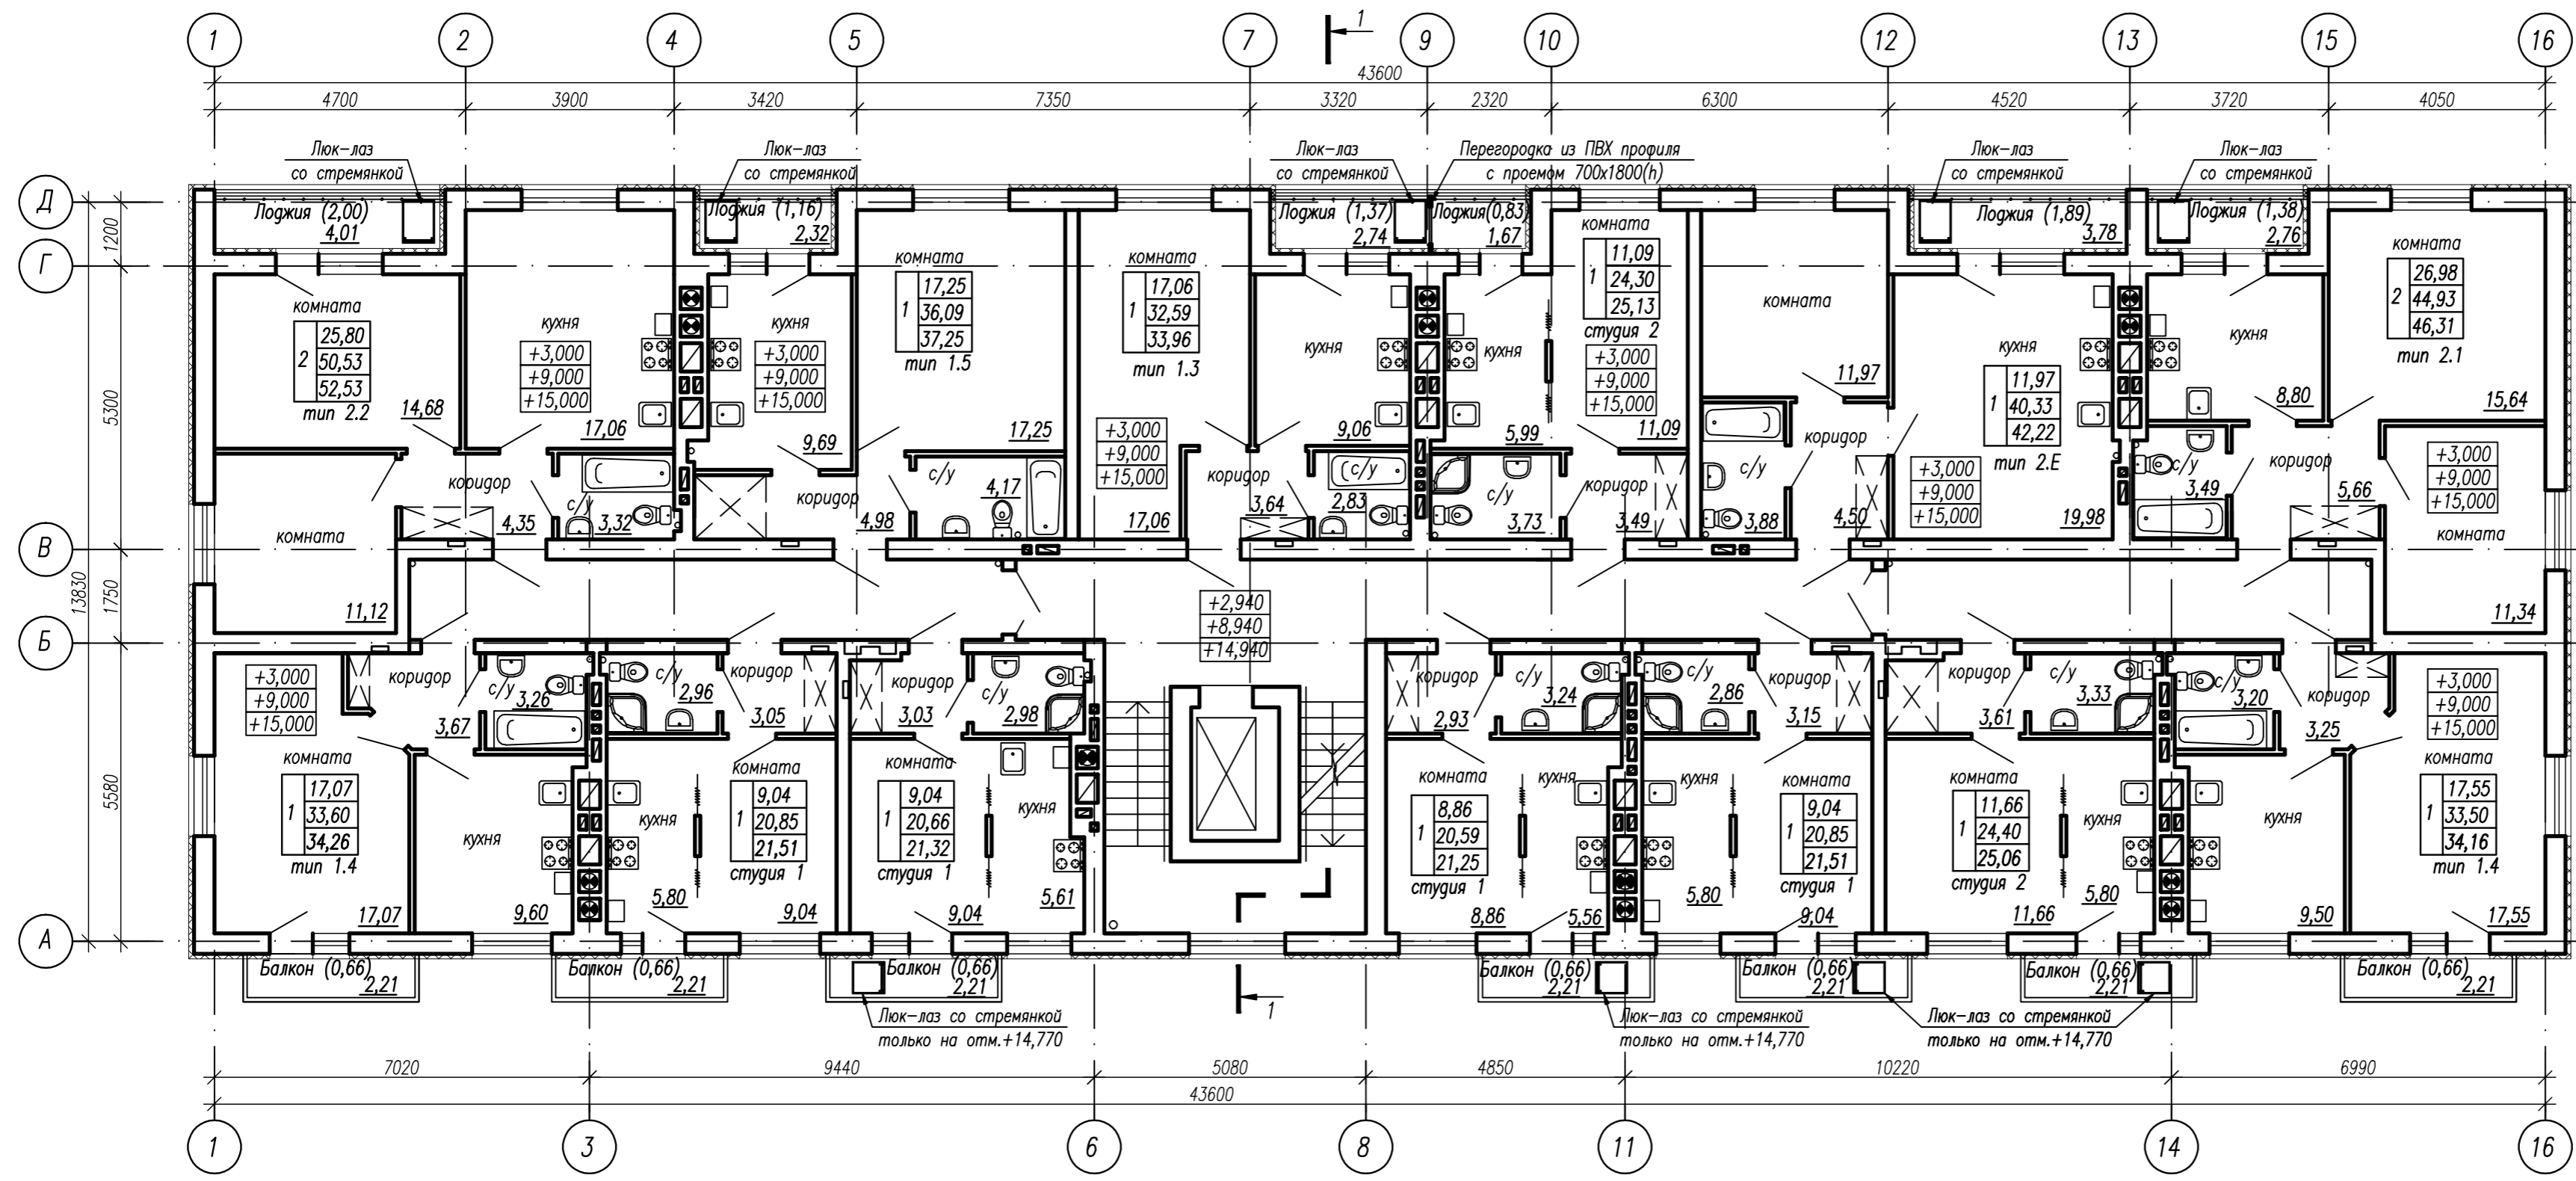 1
2
4
5
7
1
9
10
12
13
15
16
43600
4700
3900
3420
7350
3320
2320
6300
4520
3720
4050
Люк-лаз
со стремянкой
Люк-лаз
со стремянкой
Люк-лаз
со стремянкой
Перегородка из ПВХ профиля
с проемом 700х1800(h)
Люк-лаз
со стремянкой
Люк-лаз
со стремянкой
Д
Г
В
Б
А
1200
5300
1750
5580
13830
Лоджия (2,00)
4,01
Лоджия (1,16)
2,32
Лоджия (1,37)
2,74
Лоджия(0,83)
1,67
Лоджия (1,89)
3,78
Лоджия (1,38)
2,76
комната
2
25,80
50,53
52,53
тип 2.2
14,68
кухня
+3,000
+9,000
+15,000
17,06
кухня
+3,000
+9,000
+15,000
9,69
комната
1
17,25
36,09
37,25
тип 1.5
17,25
комната
1
17,06
32,59
33,96
тип 1.3
+3,000
+9,000
+15,000
17,06
кухня
9,06
кухня
5,99
комната
1
11,09
24,30
25,13
студия 2
+3,000
+9,000
+15,000
11,09
комната
11,97
кухня
1
11,97
40,33
42,22
тип 2.Е
+3,000
+9,000
+15,000
19,98
кухня
8,80
комната
2
26,98
44,93
46,31
тип 2.1
15,64
комната
11,12
коридор
4,35
с/у
3,32
коридор
4,98
с/у
4,17
коридор
3,64
с/у
2,83
с/у
3,73
коридор
3,49
с/у
3,88
коридор
4,50
с/у
3,49
коридор
5,66
+3,000
+9,000
+15,000
комната
11,34
+2,940
+8,940
+14,940
+3,000
+9,000
+15,000
комната
1
17,07
33,60
34,26
тип 1.4
17,07
коридор
3,67
с/у
3,26
кухня
9,60
с/у
2,96
коридор
3,05
кухня
5,80
комната
1
9,04
20,85
21,51
студия 1
9,04
коридор
3,03
с/у
2,98
комната
1
9,04
20,66
21,32
студия 1
9,04
кухня
5,61
коридор
2,93
с/у
3,24
комната
1
8,86
20,59
21,25
студия 1
8,86
кухня
5,56
с/у
2,86
коридор
3,15
кухня
5,80
комната
1
9,04
20,85
21,51
студия 1
9,04
коридор
3,61
с/у
3,33
комната
1
11,66
24,40
25,06
студия 2
11,66
кухня
5,80
с/у
3,20
коридор
3,25
кухня
9,50
+3,000
+9,000
+15,000
комната
1
17,55
33,50
34,16
тип 1.4
17,55
Балкон (0,66)
2,21
Балкон (0,66)
2,21
Балкон (0,66)
2,21
Балкон (0,66)
2,21
Балкон (0,66)
2,21
Балкон (0,66)
2,21
Балкон (0,66)
2,21
1
Люк-лаз со стремянкой
только на отм.+14,770
Люк-лаз со стремянкой
только на отм.+14,770
Люк-лаз со стремянкой
только на отм.+14,770
7020
9440
5080
4850
10220
6990
43600
1
3
6
8
11
14
16